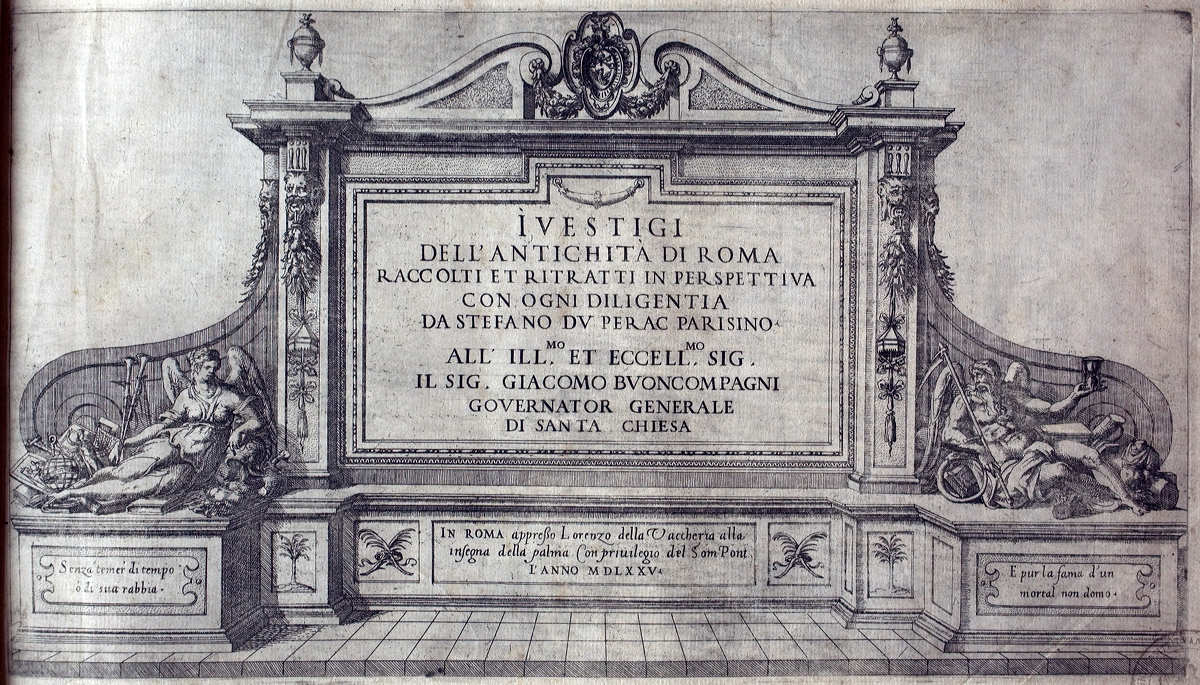 I VESTIGI
DELL'ANTICHITÀ DI ROMA
RACCOLTI ET RITRATTI IN PERSPETTIVA
CON OGNI DILIGENTIA
DA STEFANO DV PERAC PARISINO
ALL' ILL.MO ET ECCELL.MO SIG.
IL SIG. GIACOMO BVONCOMPAGNI
GOVERNATOR GENERALE
DI SANTA CHIESA
IN ROMA appresso Lorenzo della Vaccheria alla
insegna della palma Con priuilegio del Som Pont
L'ANNO MDLXXV
Senza temer di tempo
ò di sua rabbia.
E pur la fama d'un
mortal non domo.